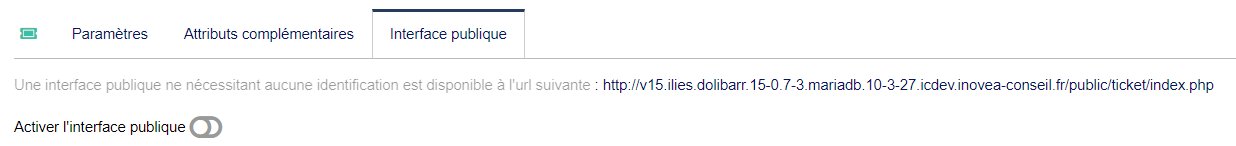 Paramètres Attributs complémentaires Interface publique
Une interface publique ne nécessitant aucune identification est disponible à l'url suivante : http://v15.ilies.dolibarr.15-0.7-3.mariadb.10-3-27.icdev.inovea-conseil.fr/public/ticket/index.php
Activer l'interface publique